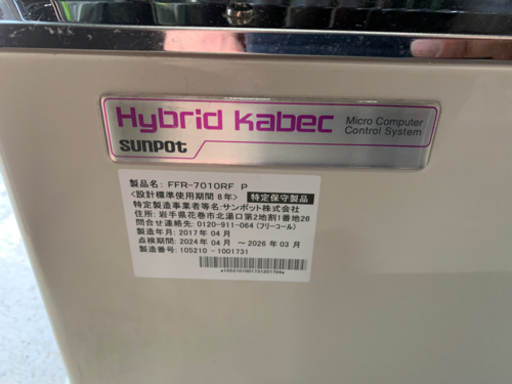 Hybrid Kabec
Micro Computer
Control System
SUNPOT
製品名: FFR-7010RF P
<設計標準使用期間 8年> 特定保守製品
特定製造事業者等名: サンポット株式会社
住所: 岩手県花巻市北湯口第2地割1番地26
問合せ連絡先: 0120-911-064 (フリーコール)
製造年月: 2017年 04月
点検期間: 2024年 04月 ～ 2026年 03月
製造番号: 105210 - 1001731